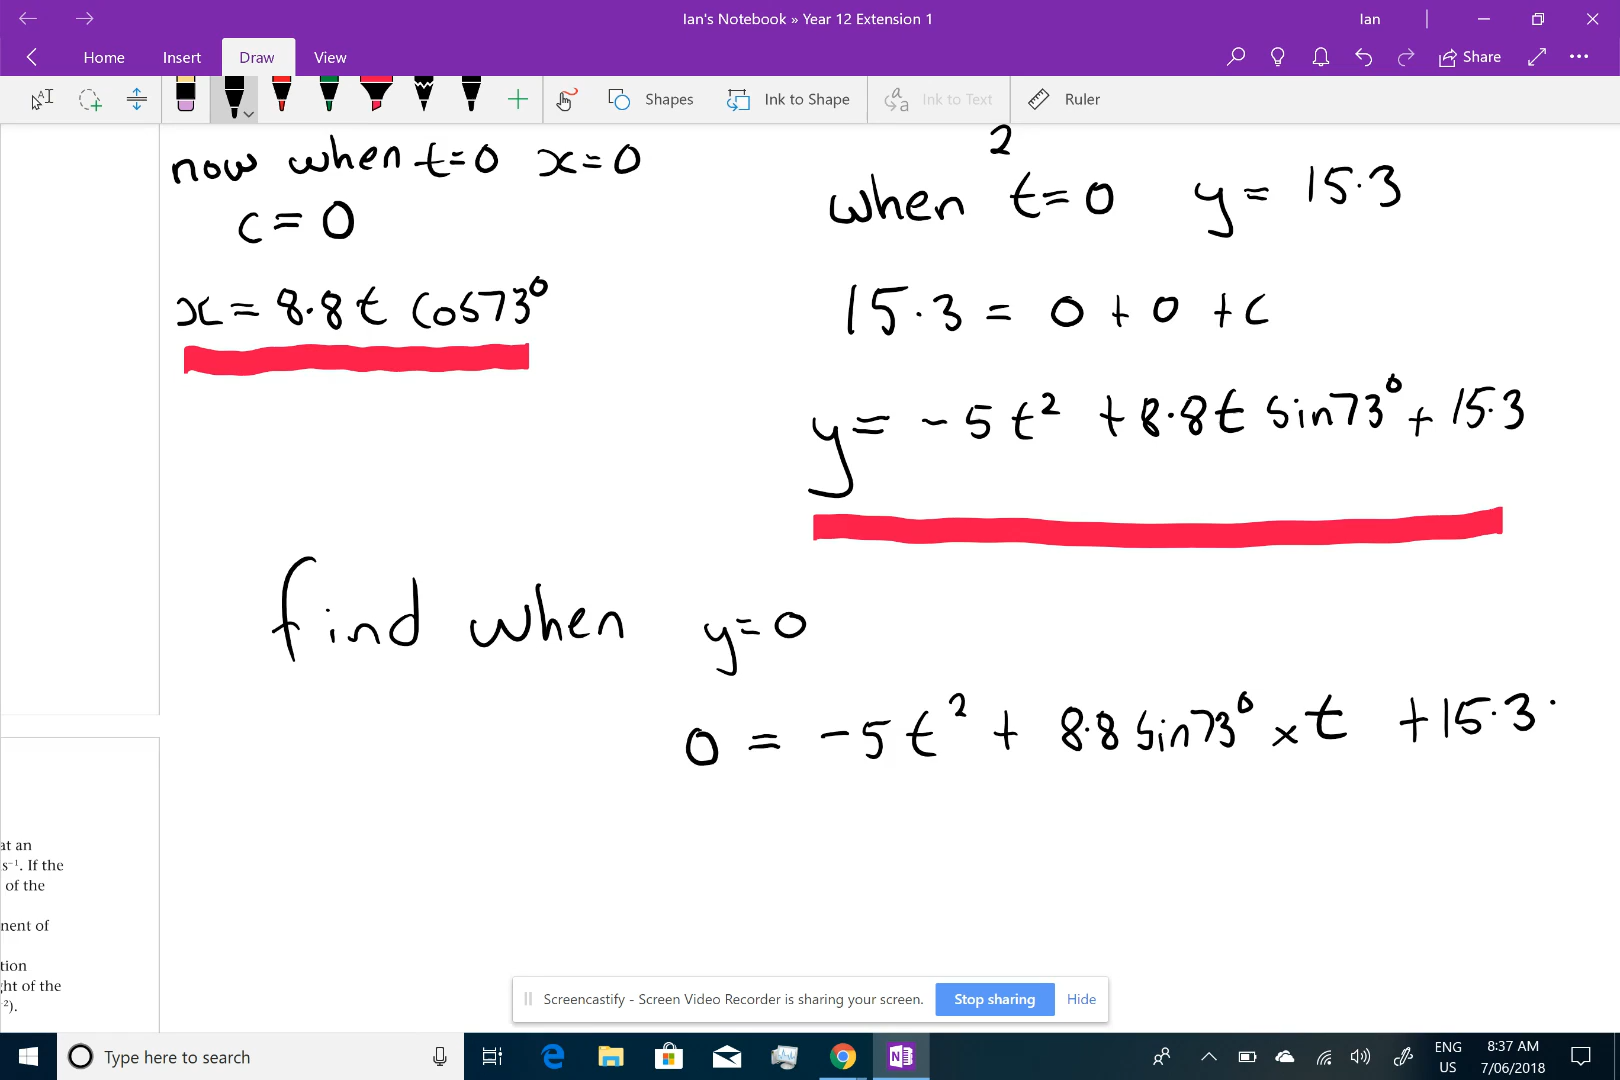 Ian's Notebook » Year 12 Extension 1
Ian
Home Insert Draw View
Share
Shapes Ink to Shape Ink to Text Ruler
now when t=0 x=0
c = 0
x = 8.8t cos73°
2
when t=0 y= 15.3
15.3 = 0 + 0 + c
y = -5t² + 8.8t sin73° + 15.3
find when y=0
0 = -5t² + 8.8 sin73° × t + 15.3.
at an
s⁻¹. If the
of the
nent of
tion
ght of the
⁻²).
Screencastify - Screen Video Recorder is sharing your screen. Stop sharing Hide
Type here to search
ENG
US
8:37 AM
7/06/2018